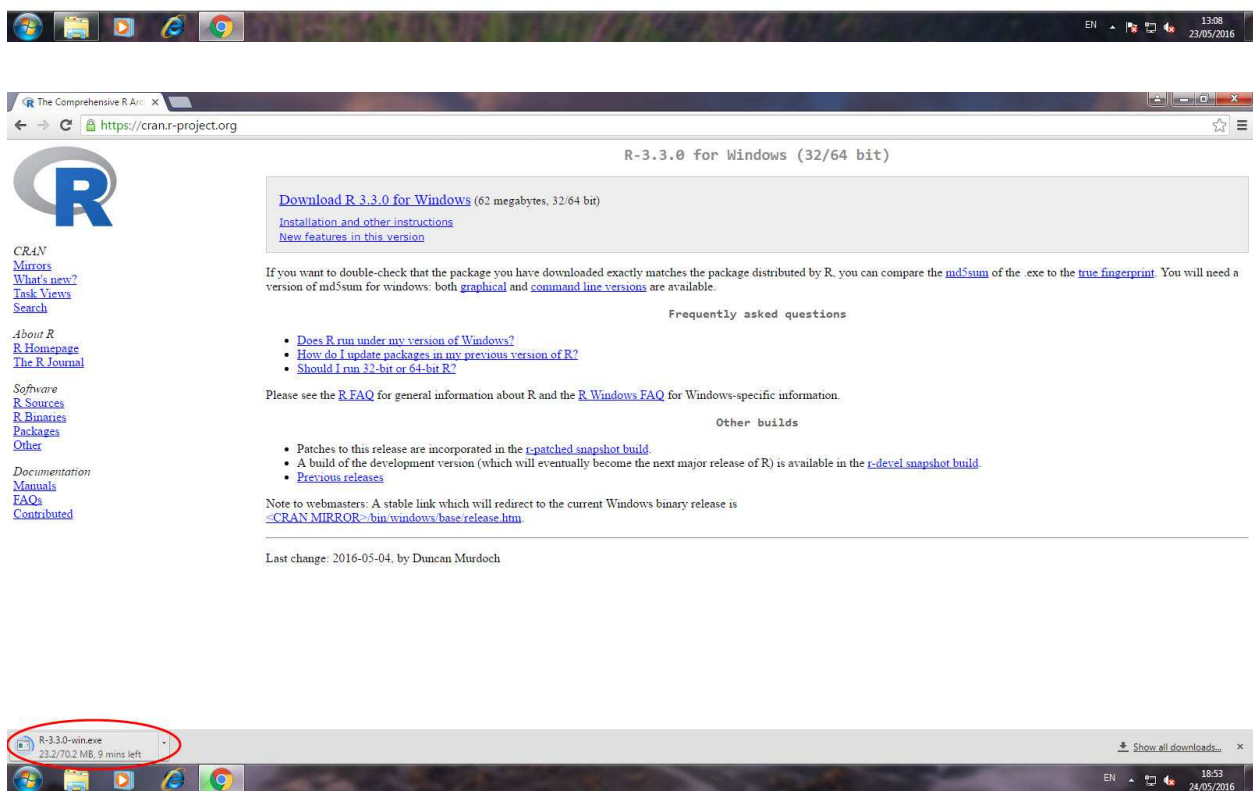 EN
13:08
23/05/2016
The Comprehensive R Arc
https://cran.r-project.org
R
CRAN
Mirrors
What's new?
Task Views
Search
About R
R Homepage
The R Journal
Software
R Sources
R Binaries
Packages
Other
Documentation
Manuals
FAQs
Contributed
R-3.3.0 for Windows (32/64 bit)
Download R 3.3.0 for Windows (62 megabytes, 32/64 bit)
Installation and other instructions
New features in this version
If you want to double-check that the package you have downloaded exactly matches the package distributed by R, you can compare the md5sum of the .exe to the true fingerprint. You will need a
version of md5sum for windows: both graphical and command line versions are available.
Frequently asked questions
• Does R run under my version of Windows?
• How do I update packages in my previous version of R?
• Should I run 32-bit or 64-bit R?
Please see the R FAQ for general information about R and the R Windows FAQ for Windows-specific information.
Other builds
• Patches to this release are incorporated in the r-patched snapshot build.
• A build of the development version (which will eventually become the next major release of R) is available in the r-devel snapshot build.
• Previous releases
Note to webmasters: A stable link which will redirect to the current Windows binary release is
<CRAN MIRROR>/bin/windows/base/release.htm.
Last change: 2016-05-04, by Duncan Murdoch
R-3.3.0-win.exe
23.2/70.2 MB, 9 mins left
Show all downloads...
EN
18:53
24/05/2016